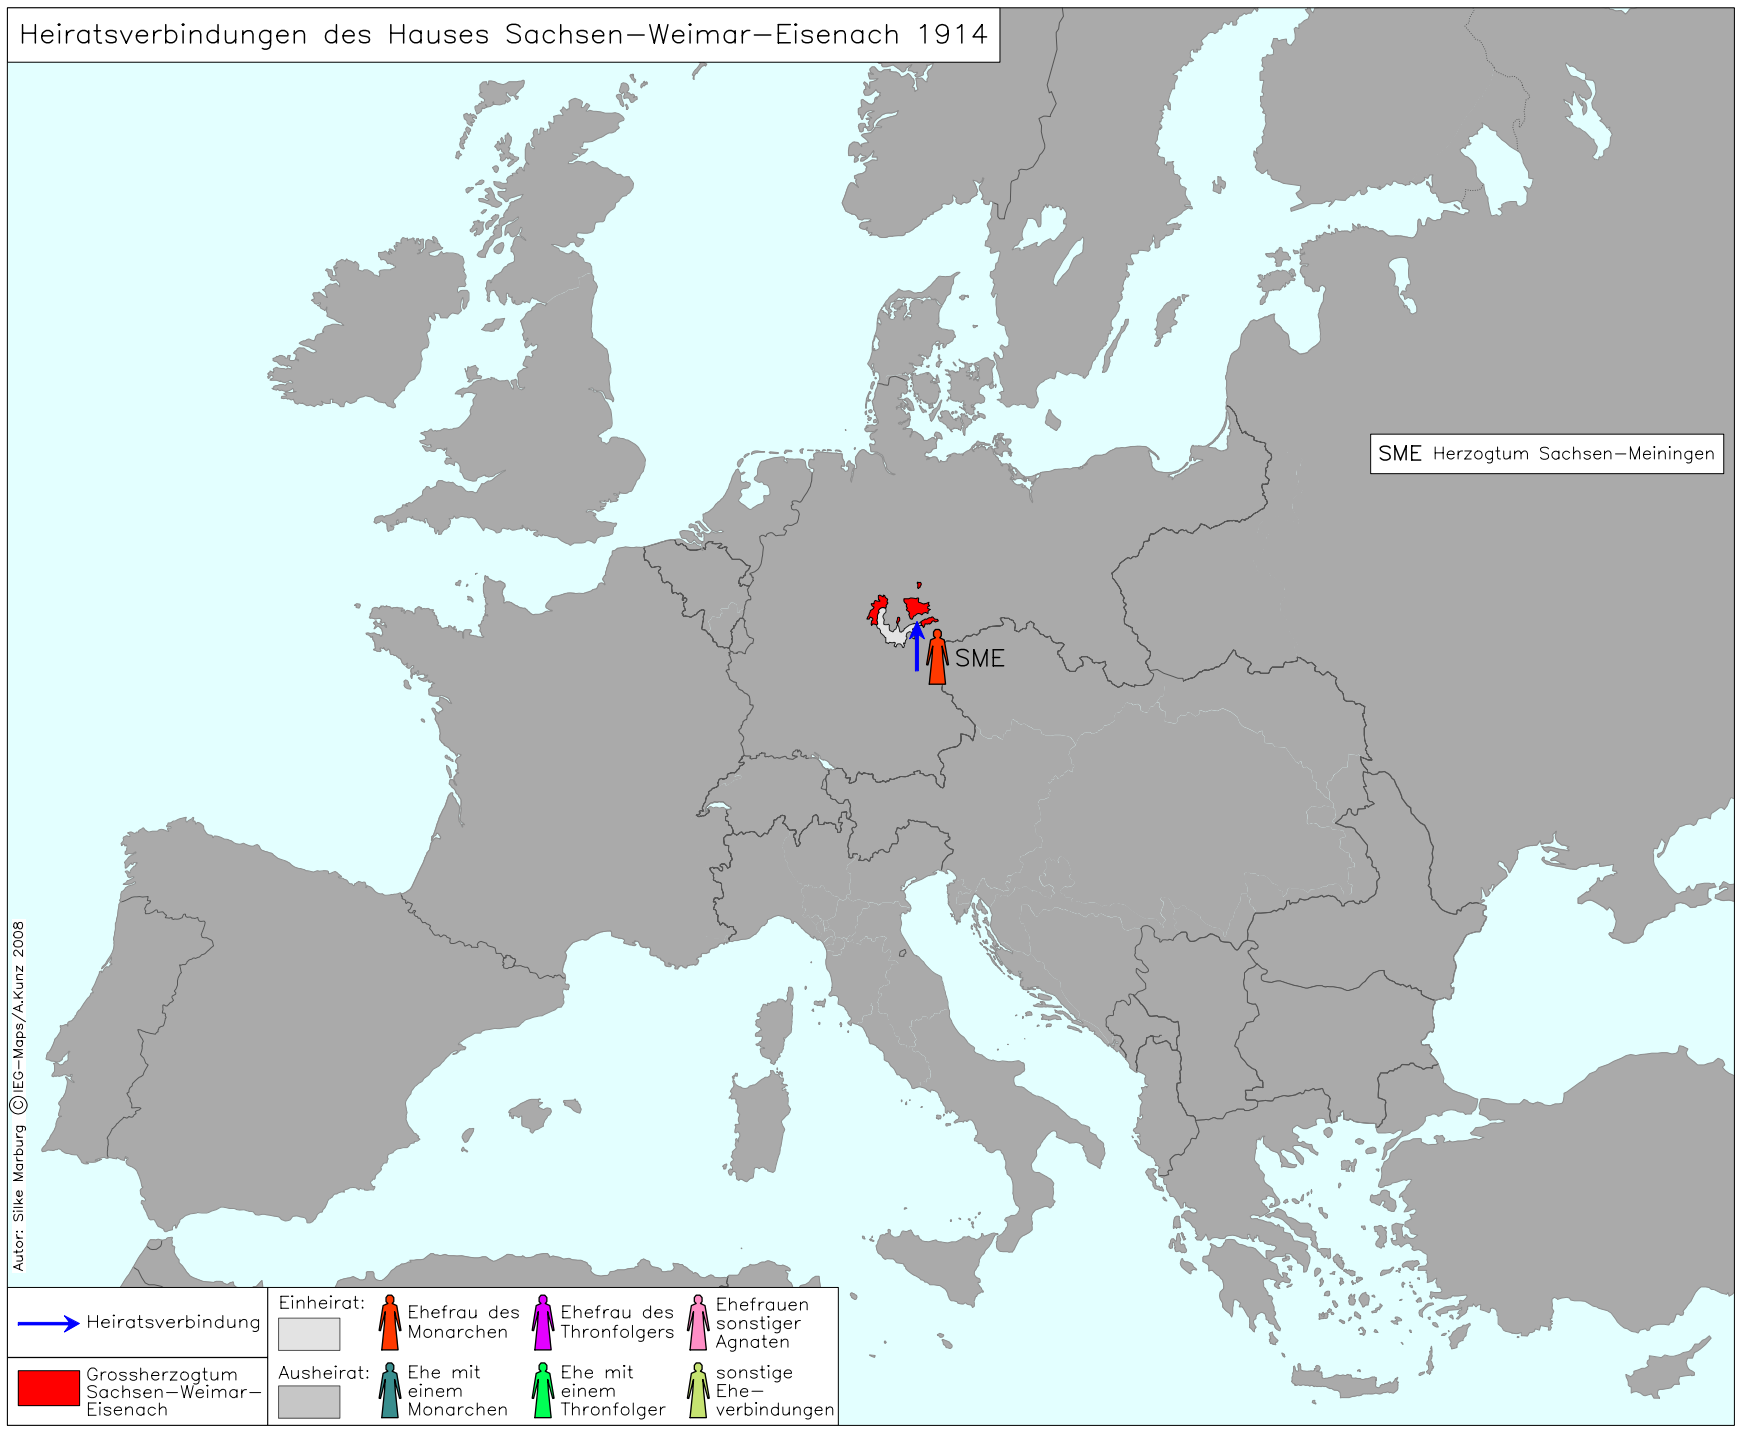 Heiratsverbindungen des Hauses Sachsen-Weimar-Eisenach 1914
SME Herzogtum Sachsen-Meiningen
SME
Autor: Silke Marburg ©IEG-Maps/A.Kunz 2008
Heiratsverbindung
Grossherzogtum
Sachsen-Weimar-
Eisenach
Einheirat:
Ehefrau des
Monarchen
Ehefrau des
Thronfolgers
Ehefrauen
sonstiger
Agnaten
Ausheirat:
Ehe mit
einem
Monarchen
Ehe mit
einem
Thronfolger
sonstige
Ehe-
verbindungen